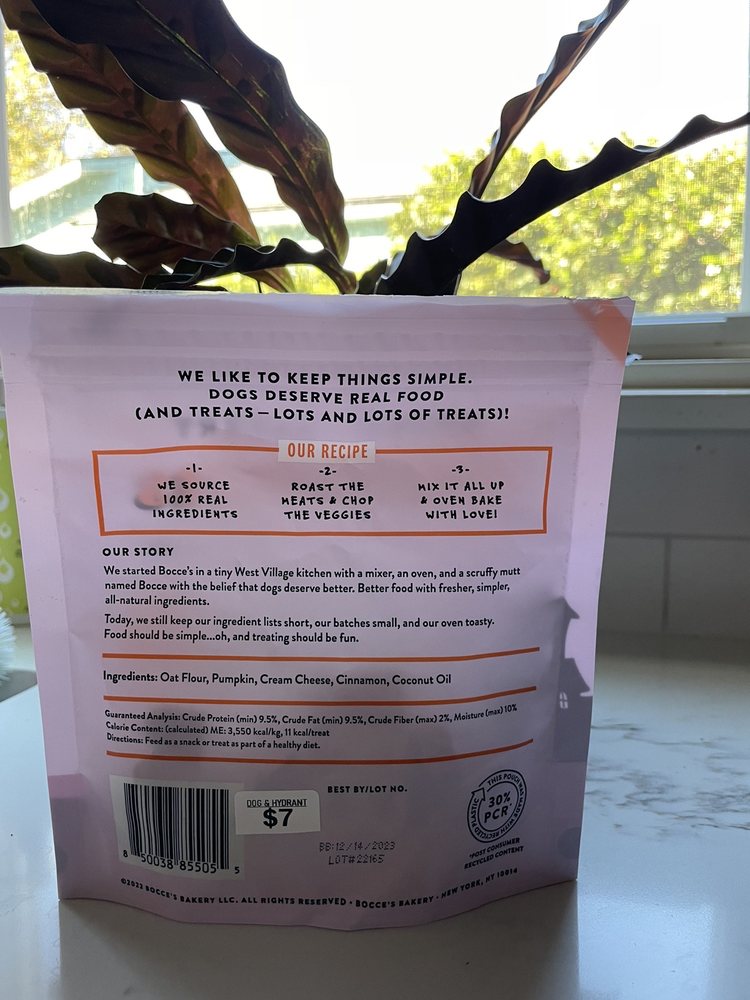 WE LIKE TO KEEP THINGS SIMPLE.
DOGS DESERVE REAL FOOD
(AND TREATS — LOTS AND LOTS OF TREATS)!
OUR RECIPE
-1-
WE SOURCE
100% REAL
INGREDIENTS
-2-
ROAST THE
MEATS & CHOP
THE VEGGIES
-3-
MIX IT ALL UP
& OVEN BAKE
WITH LOVE!
OUR STORY
We started Bocce's in a tiny West Village kitchen with a mixer, an oven, and a scruffy mutt
named Bocce with the belief that dogs deserve better. Better food with fresher, simpler,
all-natural ingredients.
Today, we still keep our ingredient lists short, our batches small, and our oven toasty.
Food should be simple...oh, and treating should be fun.
Ingredients: Oat Flour, Pumpkin, Cream Cheese, Cinnamon, Coconut Oil
Guaranteed Analysis: Crude Protein (min) 9.5%, Crude Fat (min) 9.5%, Crude Fiber (max) 2%, Moisture (max) 10%
Calorie Content: (calculated) ME: 3,550 kcal/kg, 11 kcal/treat
Directions: Feed as a snack or treat as part of a healthy diet.
8 50038 85505 5
DOG & HYDRANT
$7
BEST BY/LOT NO.
BB:12/14/2023
LOT#22165
THIS POUCH WAS MADE WITH RECYCLED PLASTIC
30%
PCR*
*POST CONSUMER
RECYCLED CONTENT
©2022 BOCCE'S BAKERY LLC. ALL RIGHTS RESERVED • BOCCE'S BAKERY • NEW YORK, NY 10014